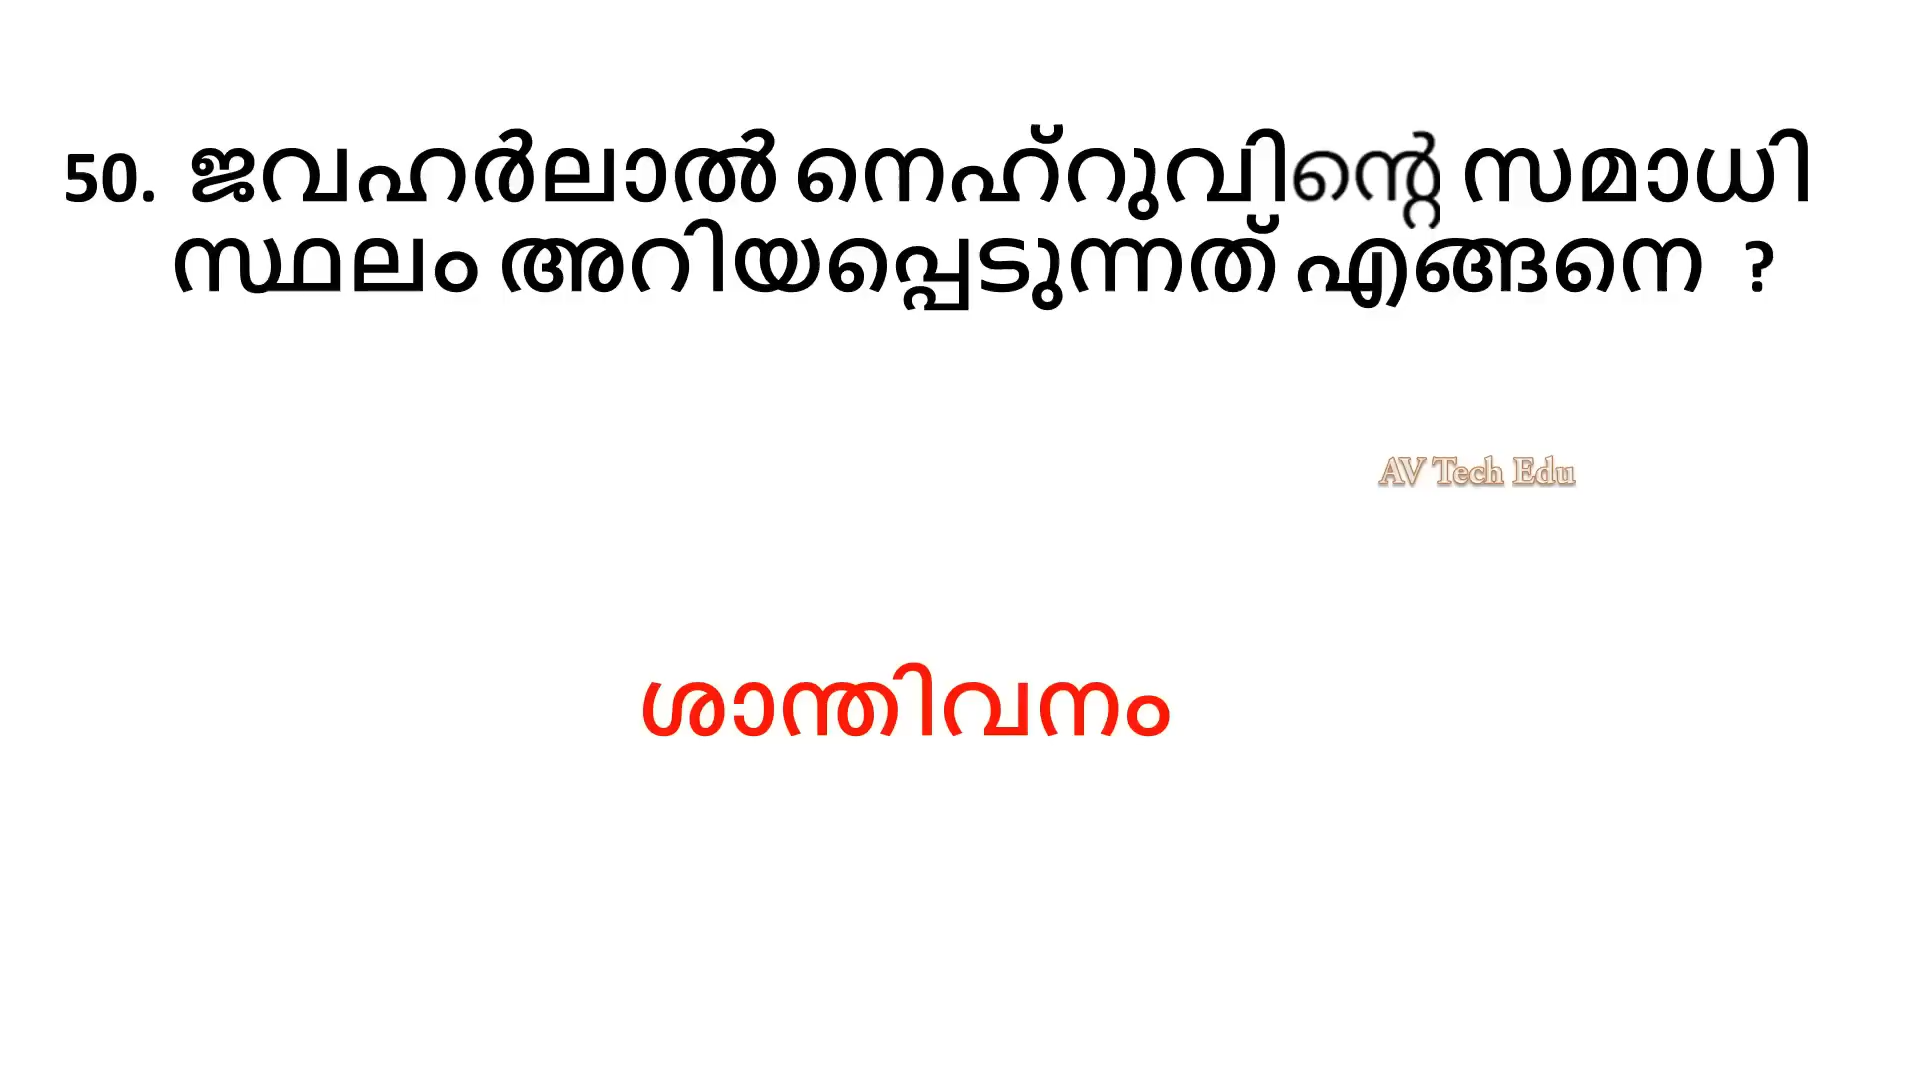 50. ജവഹർലാൽ നെഹ്റുവിന്റെ സമാധി
സ്ഥലം അറിയപ്പെടുന്നത് എങ്ങനെ ?
AV Tech Edu
ശാന്തിവനം